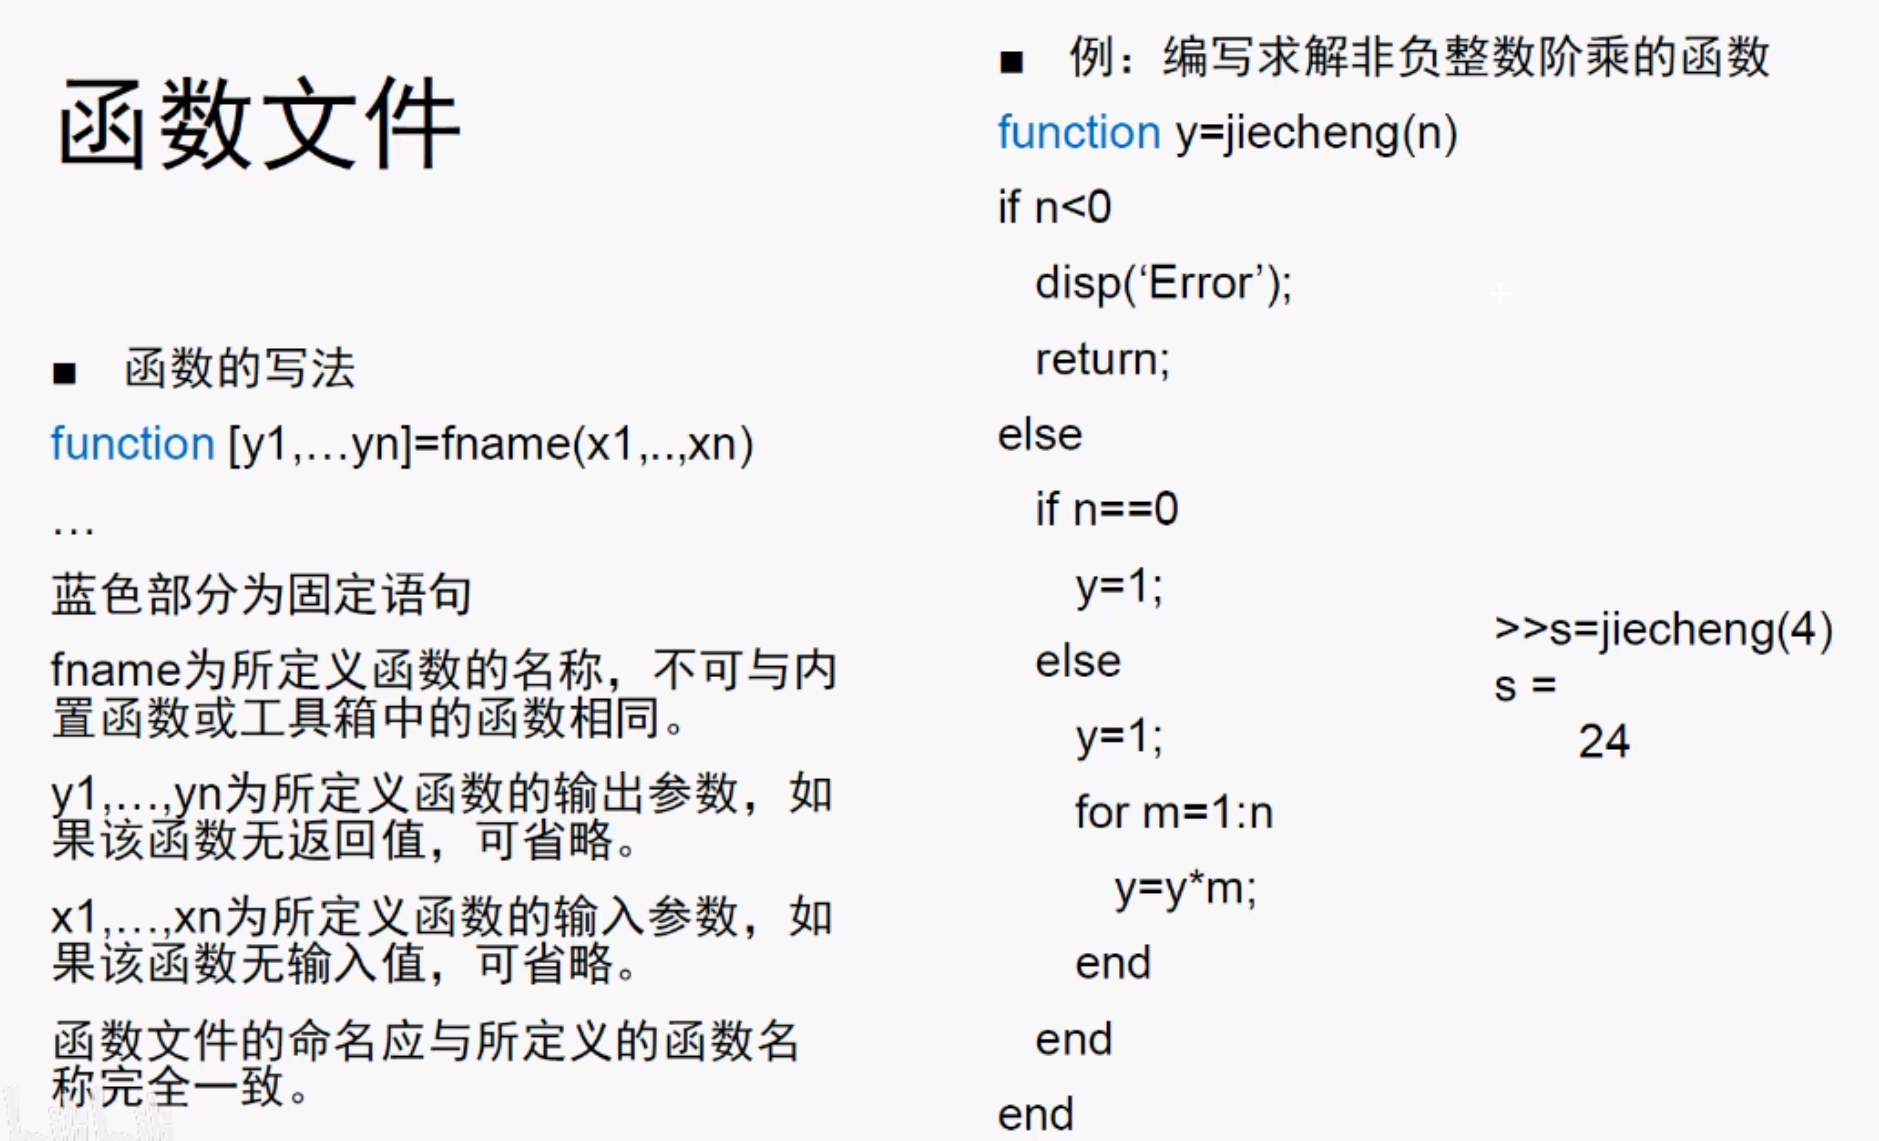 函数文件
■ 函数的写法
function [y1,…yn]=fname(x1,..,xn)
…
蓝色部分为固定语句
fname为所定义函数的名称，不可与内
置函数或工具箱中的函数相同。
y1,…,yn为所定义函数的输出参数，如
果该函数无返回值，可省略。
x1,…,xn为所定义函数的输入参数，如
果该函数无输入值，可省略。
函数文件的命名应与所定义的函数名
称完全一致。
■ 例：编写求解非负整数阶乘的函数
function y=jiecheng(n)
if n<0
disp(‘Error’);
return;
else
if n==0
y=1;
else
y=1;
for m=1:n
y=y*m;
end
end
end
>>s=jiecheng(4)
s =
24